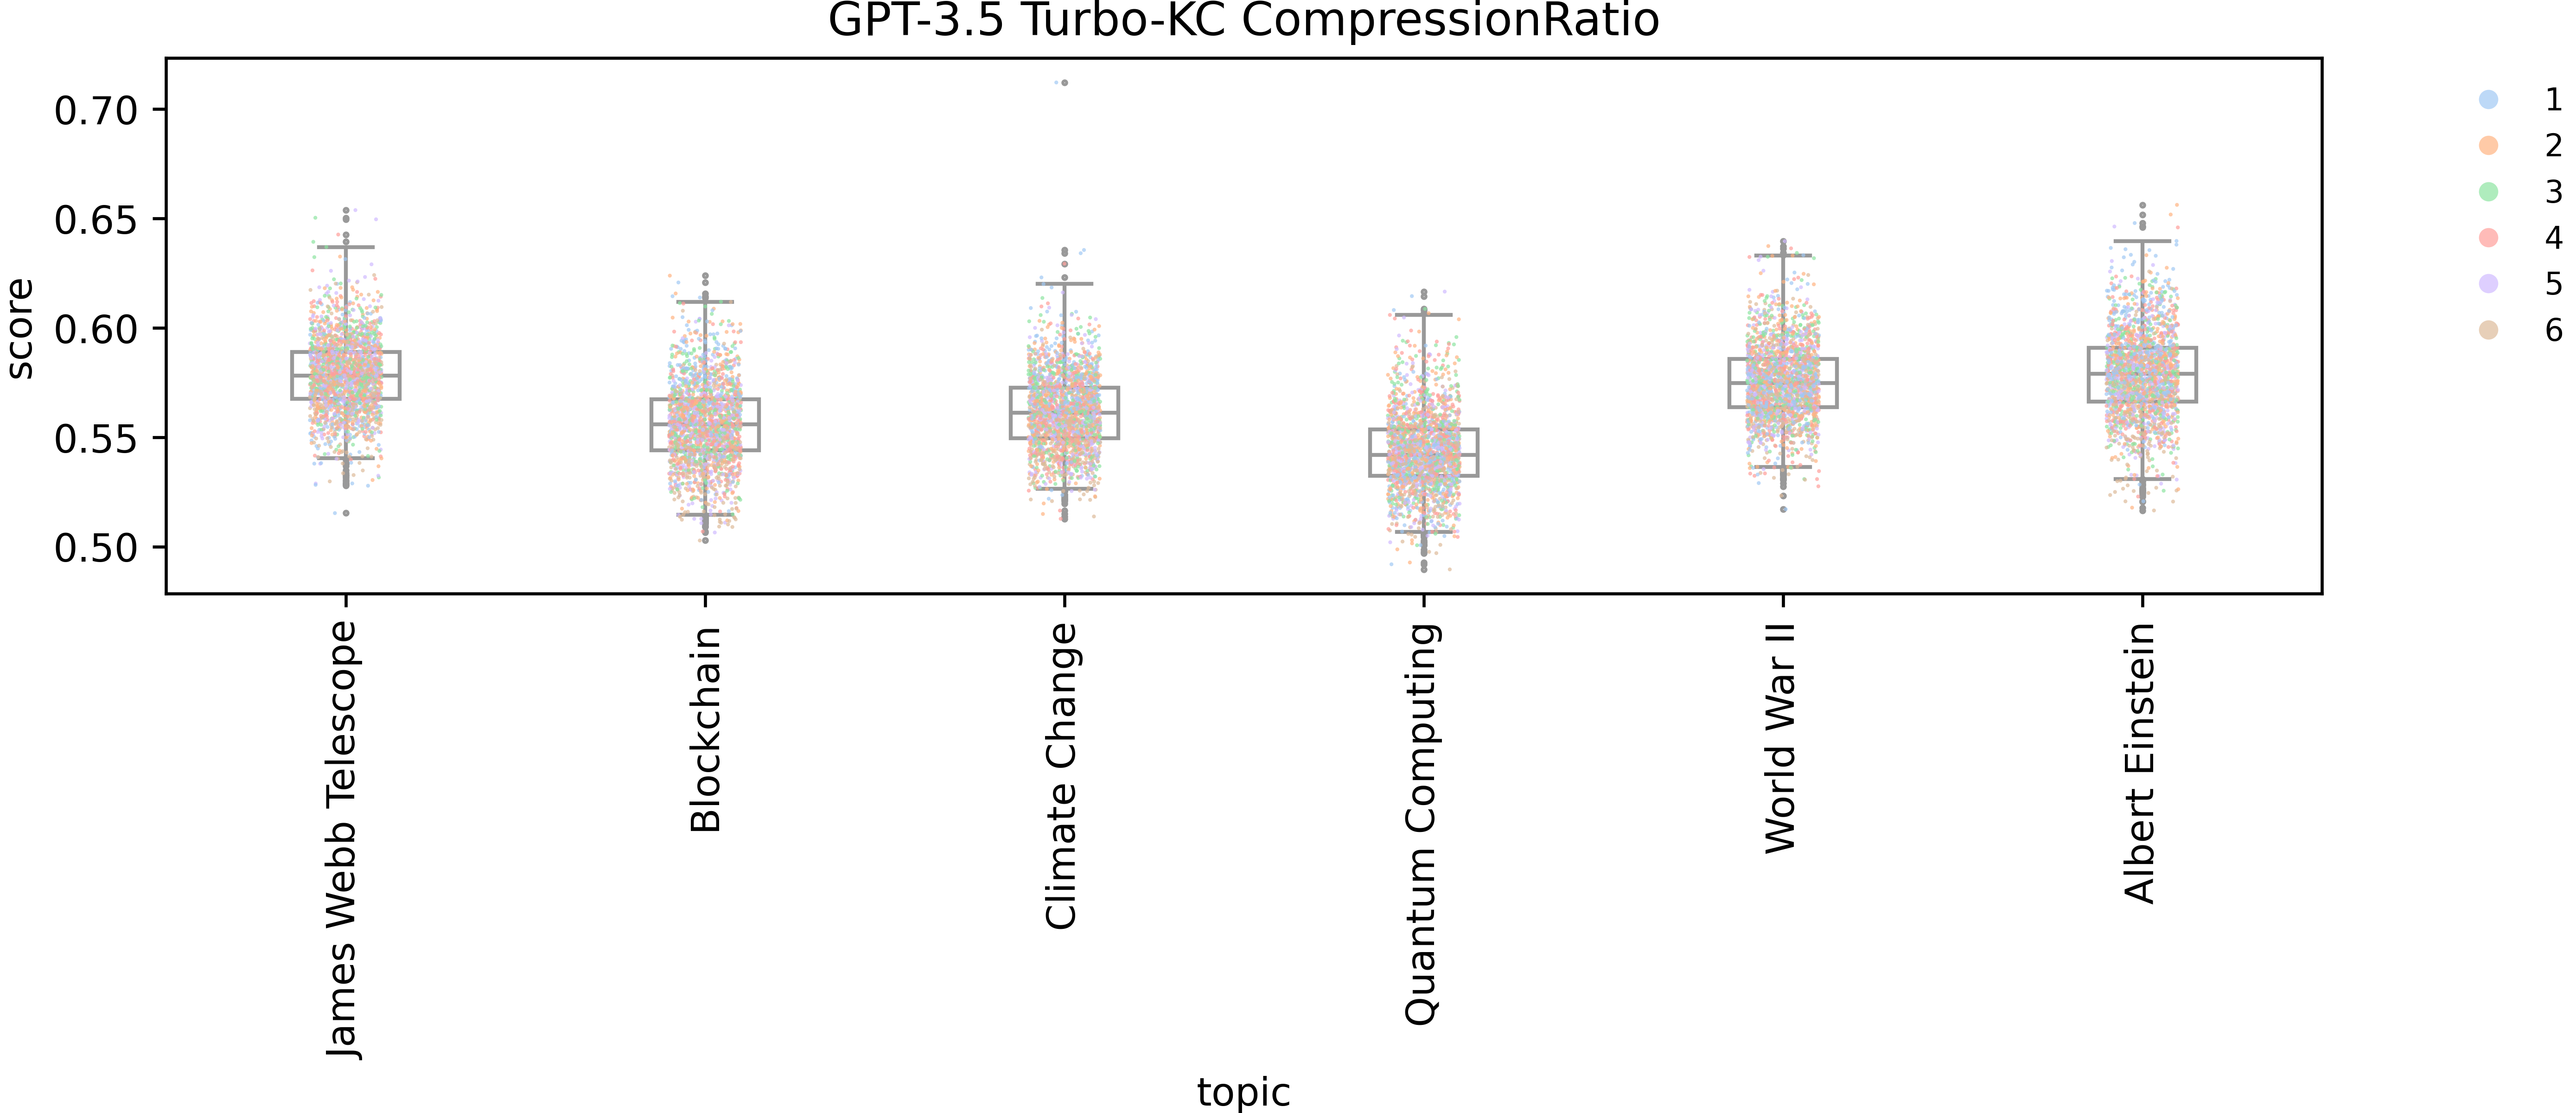 GPT-3.5 Turbo-KC CompressionRatio
score
0.70
0.65
0.60
0.55
0.50
1
2
3
4
5
6
James Webb Telescope
Blockchain
Climate Change
Quantum Computing
World War II
Albert Einstein
topic